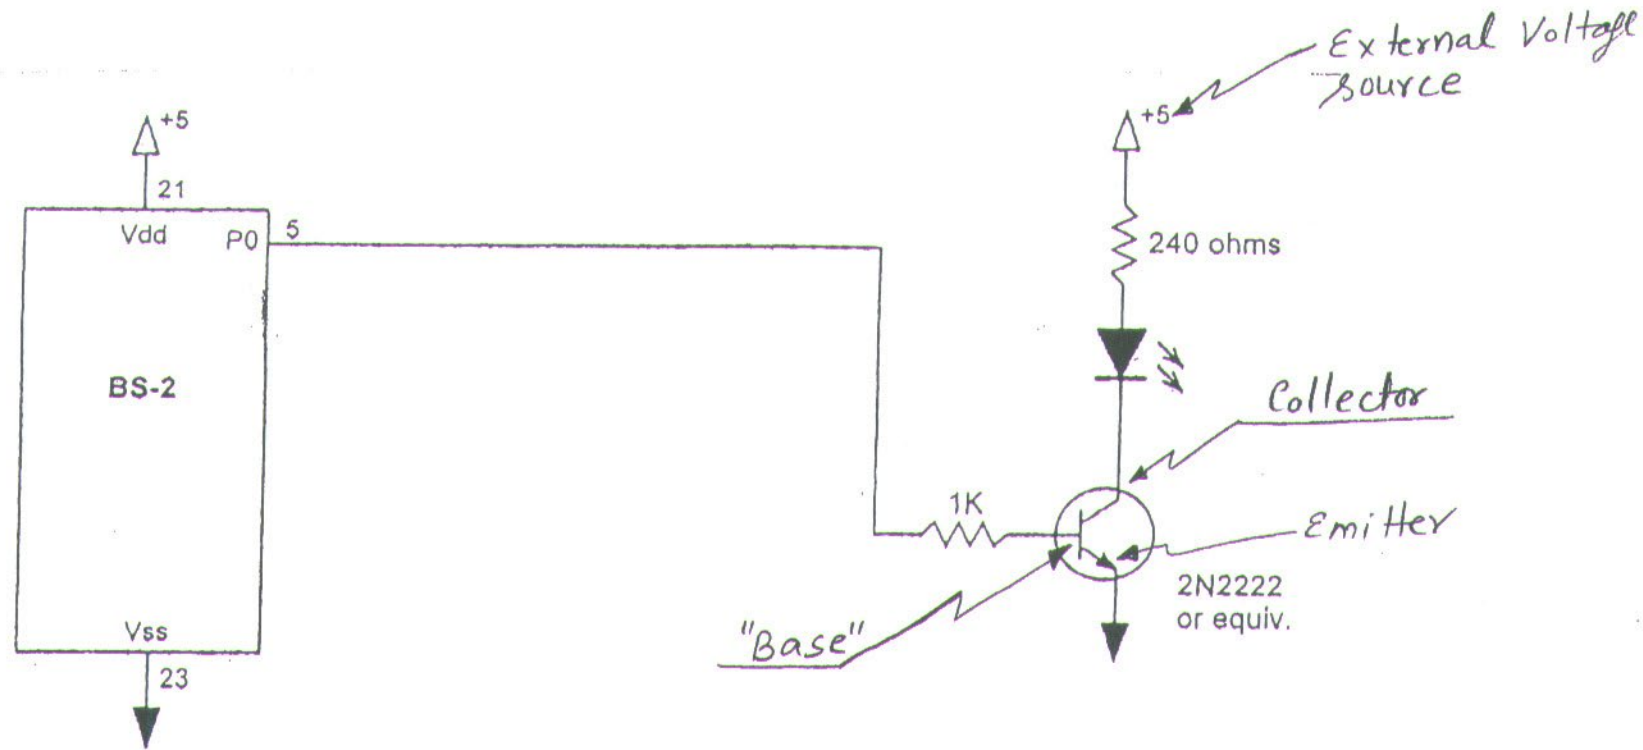 External Voltage
source
+5
+5
21
Vdd
P0
5
240 ohms
BS-2
Collector
1K
Emitter
2N2222
or equiv.
"Base"
Vss
23